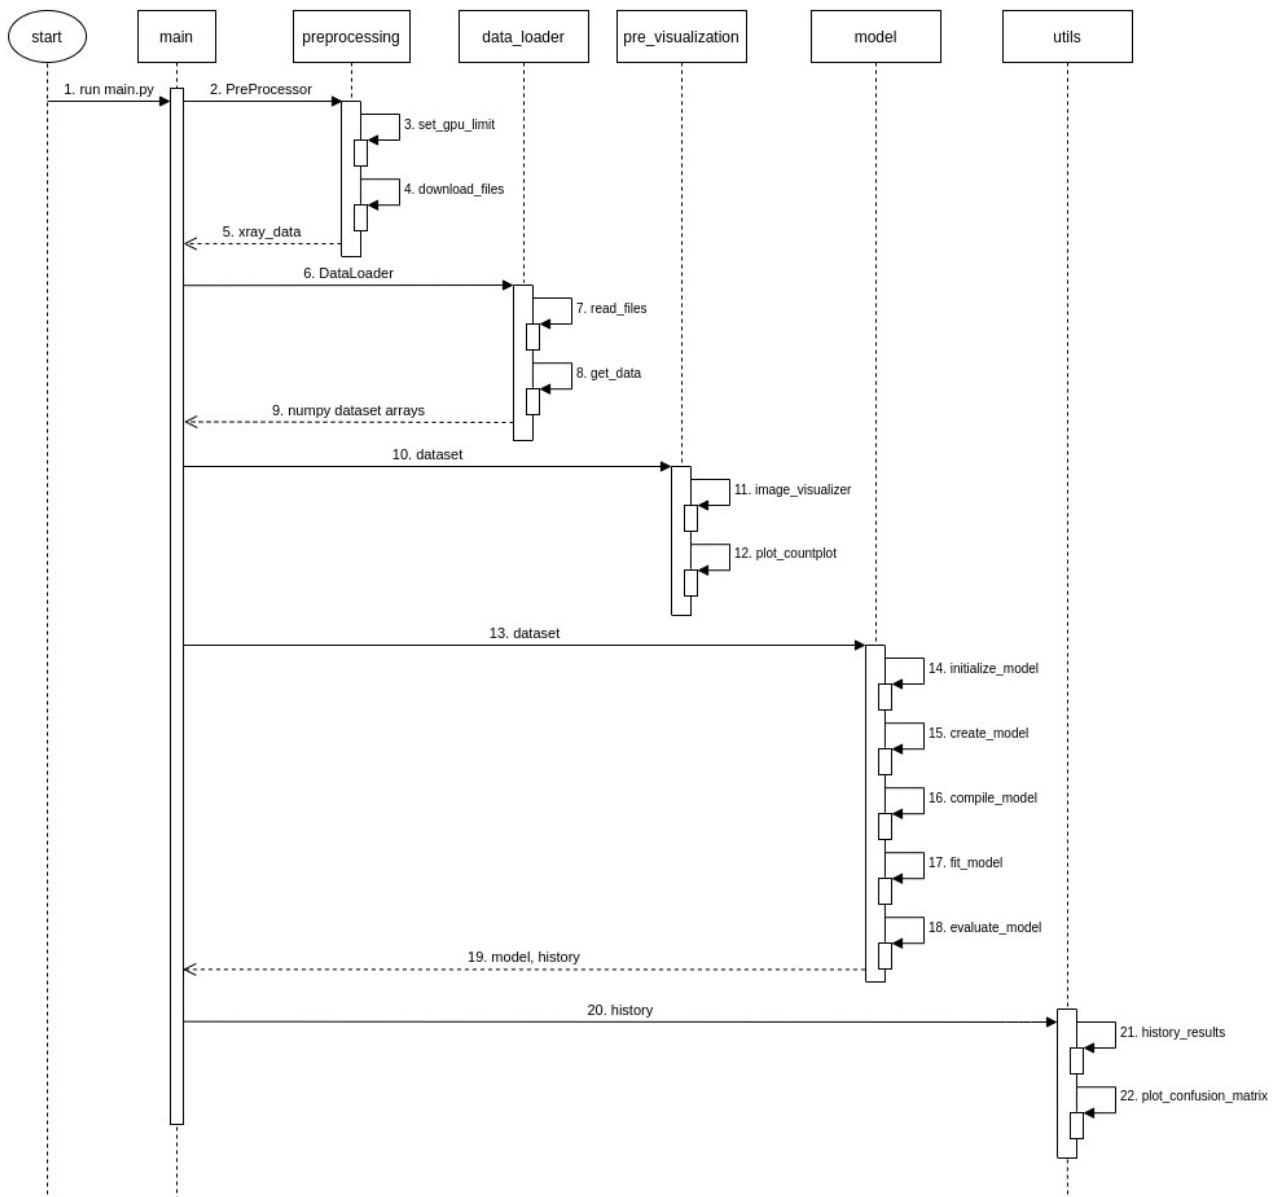 start
main
preprocessing
data_loader
pre_visualization
model
utils
1. run main.py
2. PreProcessor
3. set_gpu_limit
4. download_files
5. xray_data
6. DataLoader
7. read_files
8. get_data
9. numpy dataset arrays
10. dataset
11. image_visualizer
12. plot_countplot
13. dataset
14. initialize_model
15. create_model
16. compile_model
17. fit_model
18. evaluate_model
19. model, history
20. history
21. history_results
22. plot_confusion_matrix